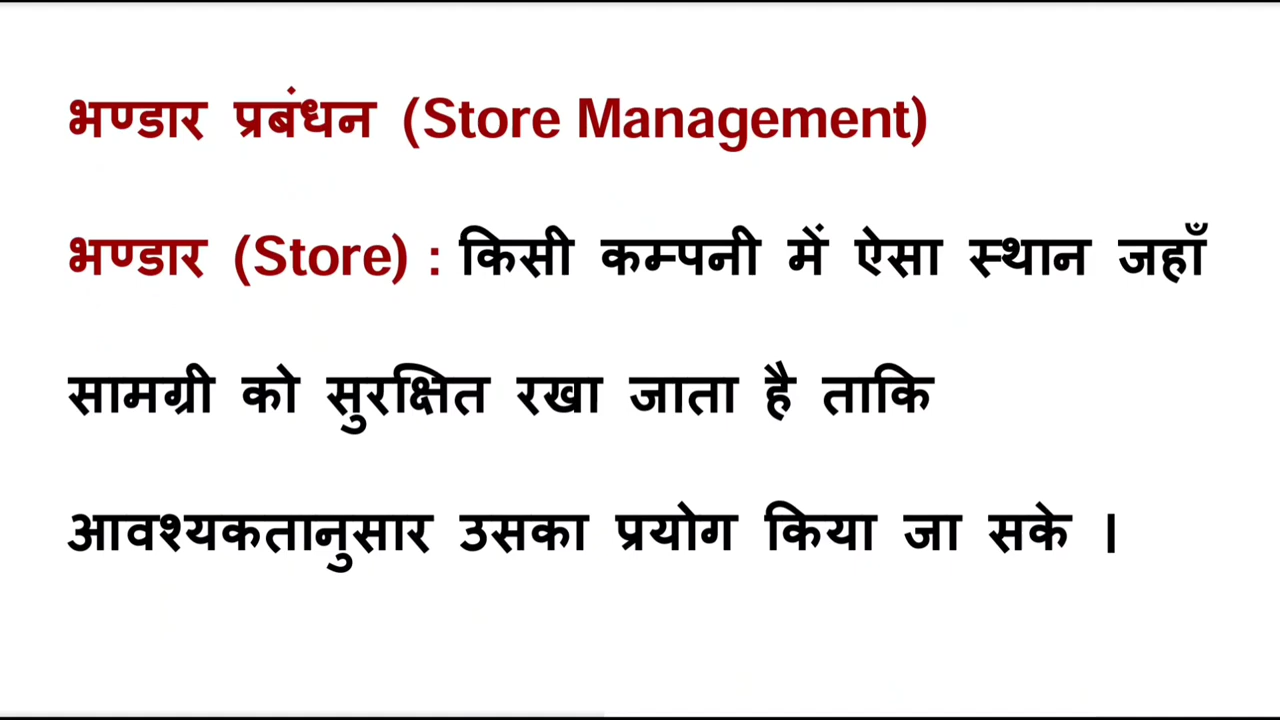 भण्डार प्रबंधन (Store Management)
भण्डार (Store) : किसी कम्पनी में ऐसा स्थान जहाँ
सामग्री को सुरक्षित रखा जाता है ताकि
आवश्यकतानुसार उसका प्रयोग किया जा सके ।